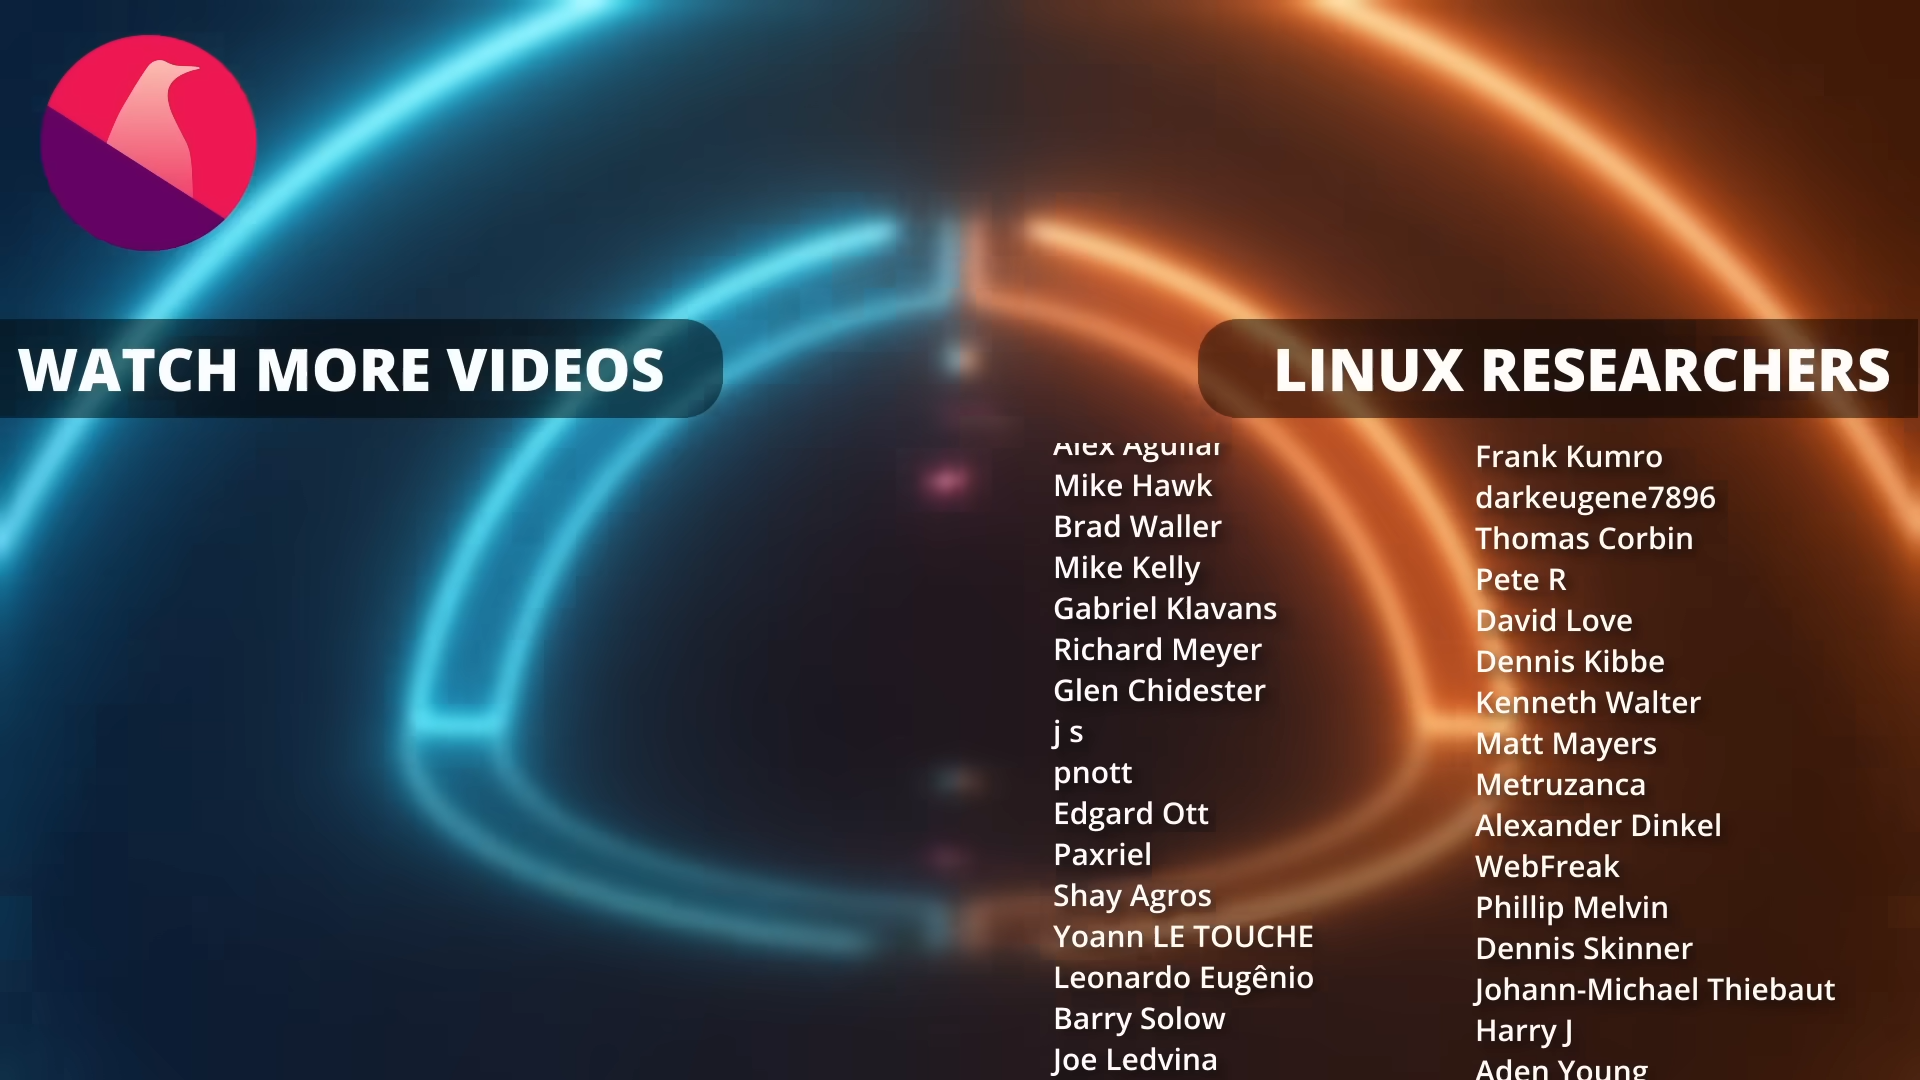 WATCH MORE VIDEOS
LINUX RESEARCHERS
Alex Aguilar
Mike Hawk
Brad Waller
Mike Kelly
Gabriel Klavans
Richard Meyer
Glen Chidester
j s
pnott
Edgard Ott
Paxriel
Shay Agros
Yoann LE TOUCHE
Leonardo Eugênio
Barry Solow
Joe Ledvina
Frank Kumro
darkeugene7896
Thomas Corbin
Pete R
David Love
Dennis Kibbe
Kenneth Walter
Matt Mayers
Metruzanca
Alexander Dinkel
WebFreak
Phillip Melvin
Dennis Skinner
Johann-Michael Thiebaut
Harry J
Aden Young